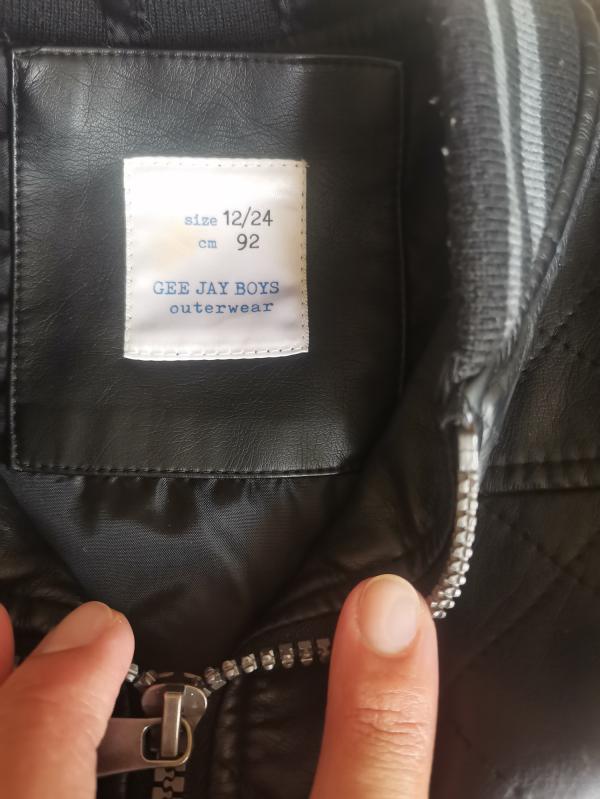 size 12/24
cm 92
GEE JAY BOYS
outerwear